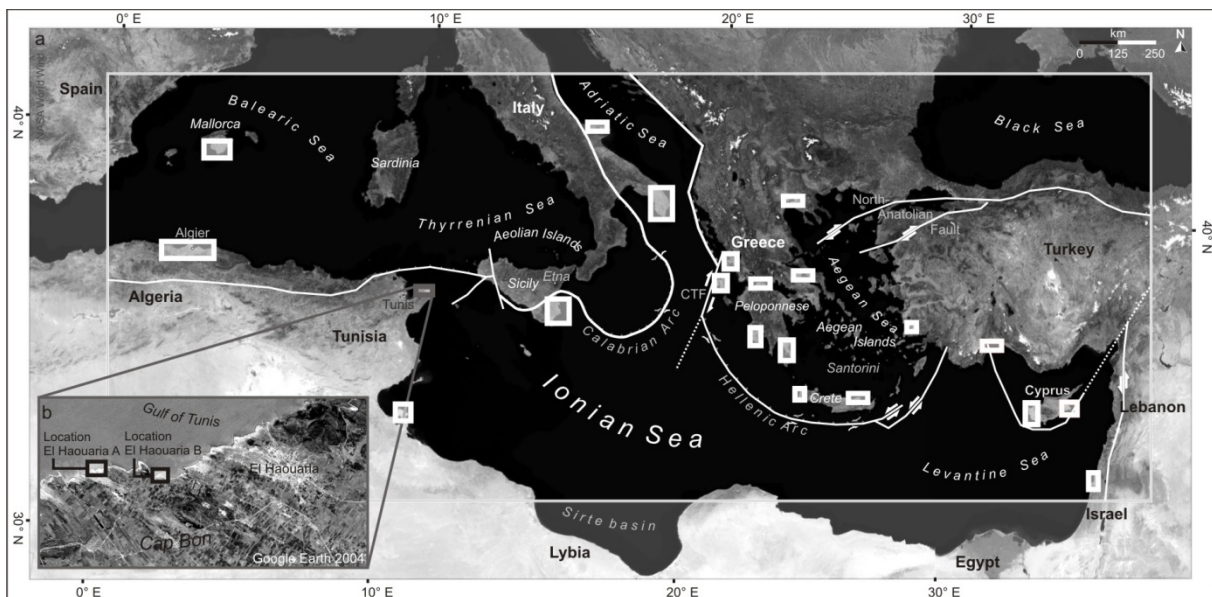 0° E
10° E
20° E
30° E
a
km
0 125 250
N
Spain
40° N
Balearic Sea
Mallorca
Sardinia
Italy
Adriatic Sea
Black Sea
Thyrrenian Sea
Aeolian Islands
Algier
Sicily
Etna
North-
Anatolian
Fault
Greece
Turkey
40° N
Algeria
Tunis
Tunisia
CTF
Peloponnese
Aegean Sea
Aegean
Islands
Calabrian Arc
Santorini
Ionian Sea
Hellenic Arc
Crete
Cyprus
Lebanon
Levantine Sea
b
Gulf of Tunis
Location
El Haouaria A
Location
El Haouaria B
El Haouaria
Cap Bon
Google Earth 2004
Sirte basin
Israel
30° N
Lybia
Egypt
0° E
10° E
20° E
30° E